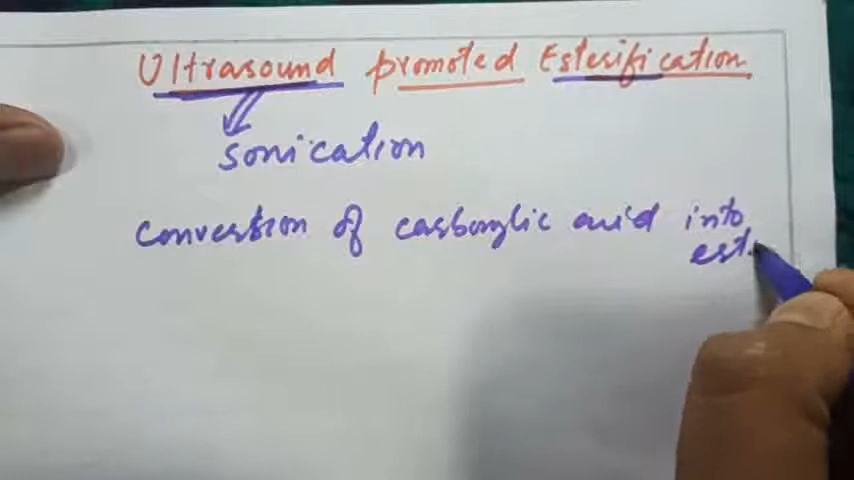 Ultrasound promoted Esterification
sonication
conversion of carboxylic acid into
est